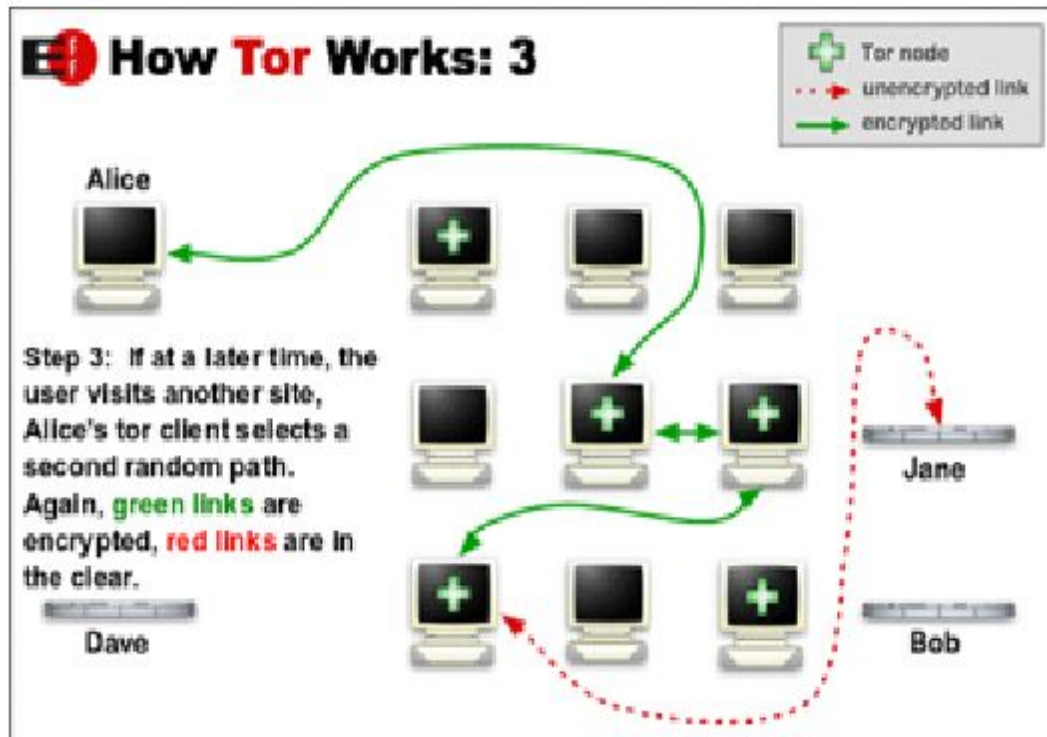 EFF How Tor Works: 3
Tor node
unencrypted link
encrypted link
Alice
Step 3: If at a later time, the
user visits another site,
Alice's tor client selects a
second random path.
Again, green links are
encrypted, red links are in
the clear.
Jane
Dave
Bob